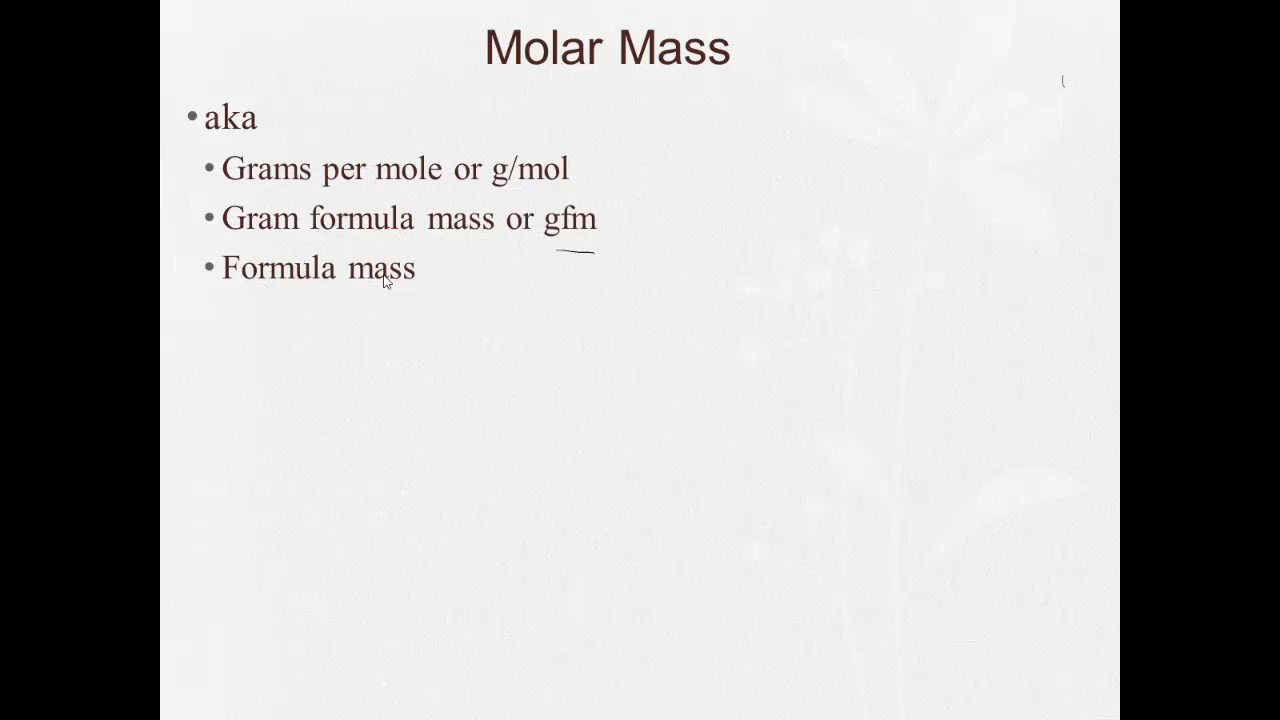 Molar Mass
• aka
• Grams per mole or g/mol
• Gram formula mass or gfm
• Formula mass